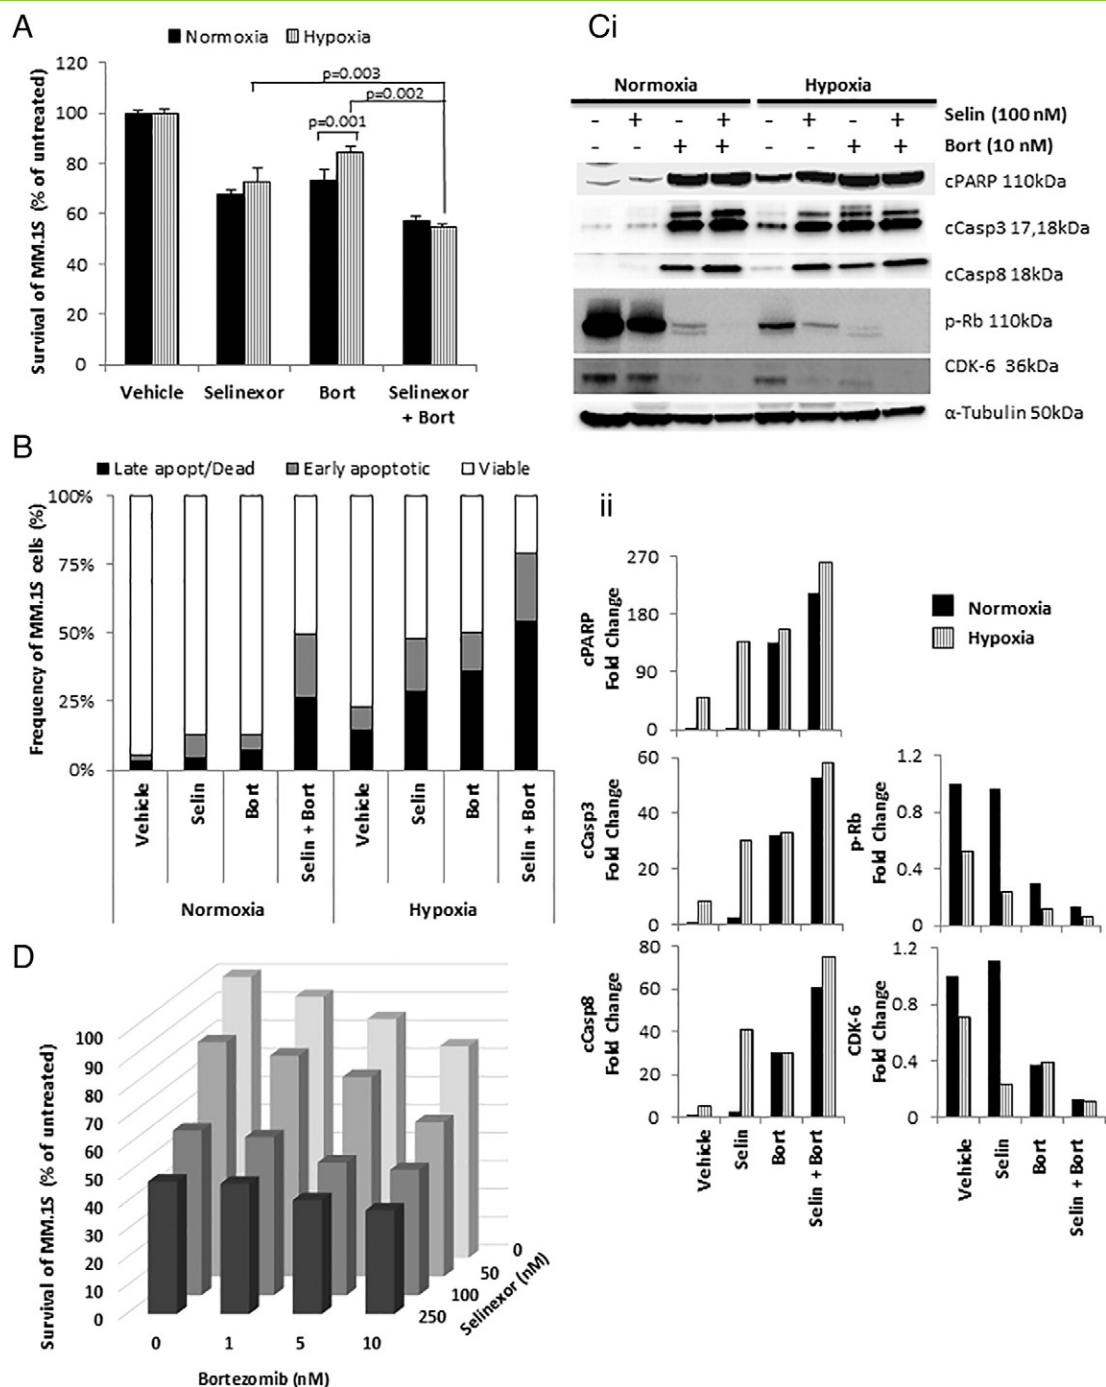 A
Normoxia Hypoxia
120
100
80
60
40
20
0
Survival of MM.1S (% of untreated)
p=0.003
p=0.002
p=0.001
Vehicle Selinexor Bort Selinexor
+ Bort
Ci
Normoxia Hypoxia
- + - + - + - + Selin (100 nM)
- - + + - - + + Bort (10 nM)
cPARP 110kDa
cCasp3 17,18kDa
cCasp8 18kDa
p-Rb 110kDa
CDK-6 36kDa
α-Tubulin 50kDa
B
Late apopt/Dead Early apoptotic Viable
100%
75%
50%
25%
0%
Frequency of MM.1S cells (%)
Vehicle Selin Bort Selin + Bort Vehicle Selin Bort Selin + Bort
Normoxia Hypoxia
ii
Normoxia
Hypoxia
270
180
90
0
cPARP
Fold Change
60
40
20
0
cCasp3
Fold Change
1.2
0.8
0.4
0
p-Rb
Fold Change
80
60
40
20
0
cCasp8
Fold Change
Vehicle Selin Bort Selin + Bort
1.2
0.8
0.4
0
CDK-6
Fold Change
Vehicle Selin Bort Selin + Bort
D
100
90
80
70
60
50
40
30
20
10
0
Survival of MM.1S (% of untreated)
0 1 5 10
Bortezomib (nM)
0
50
100
250
Selinexor (nM)